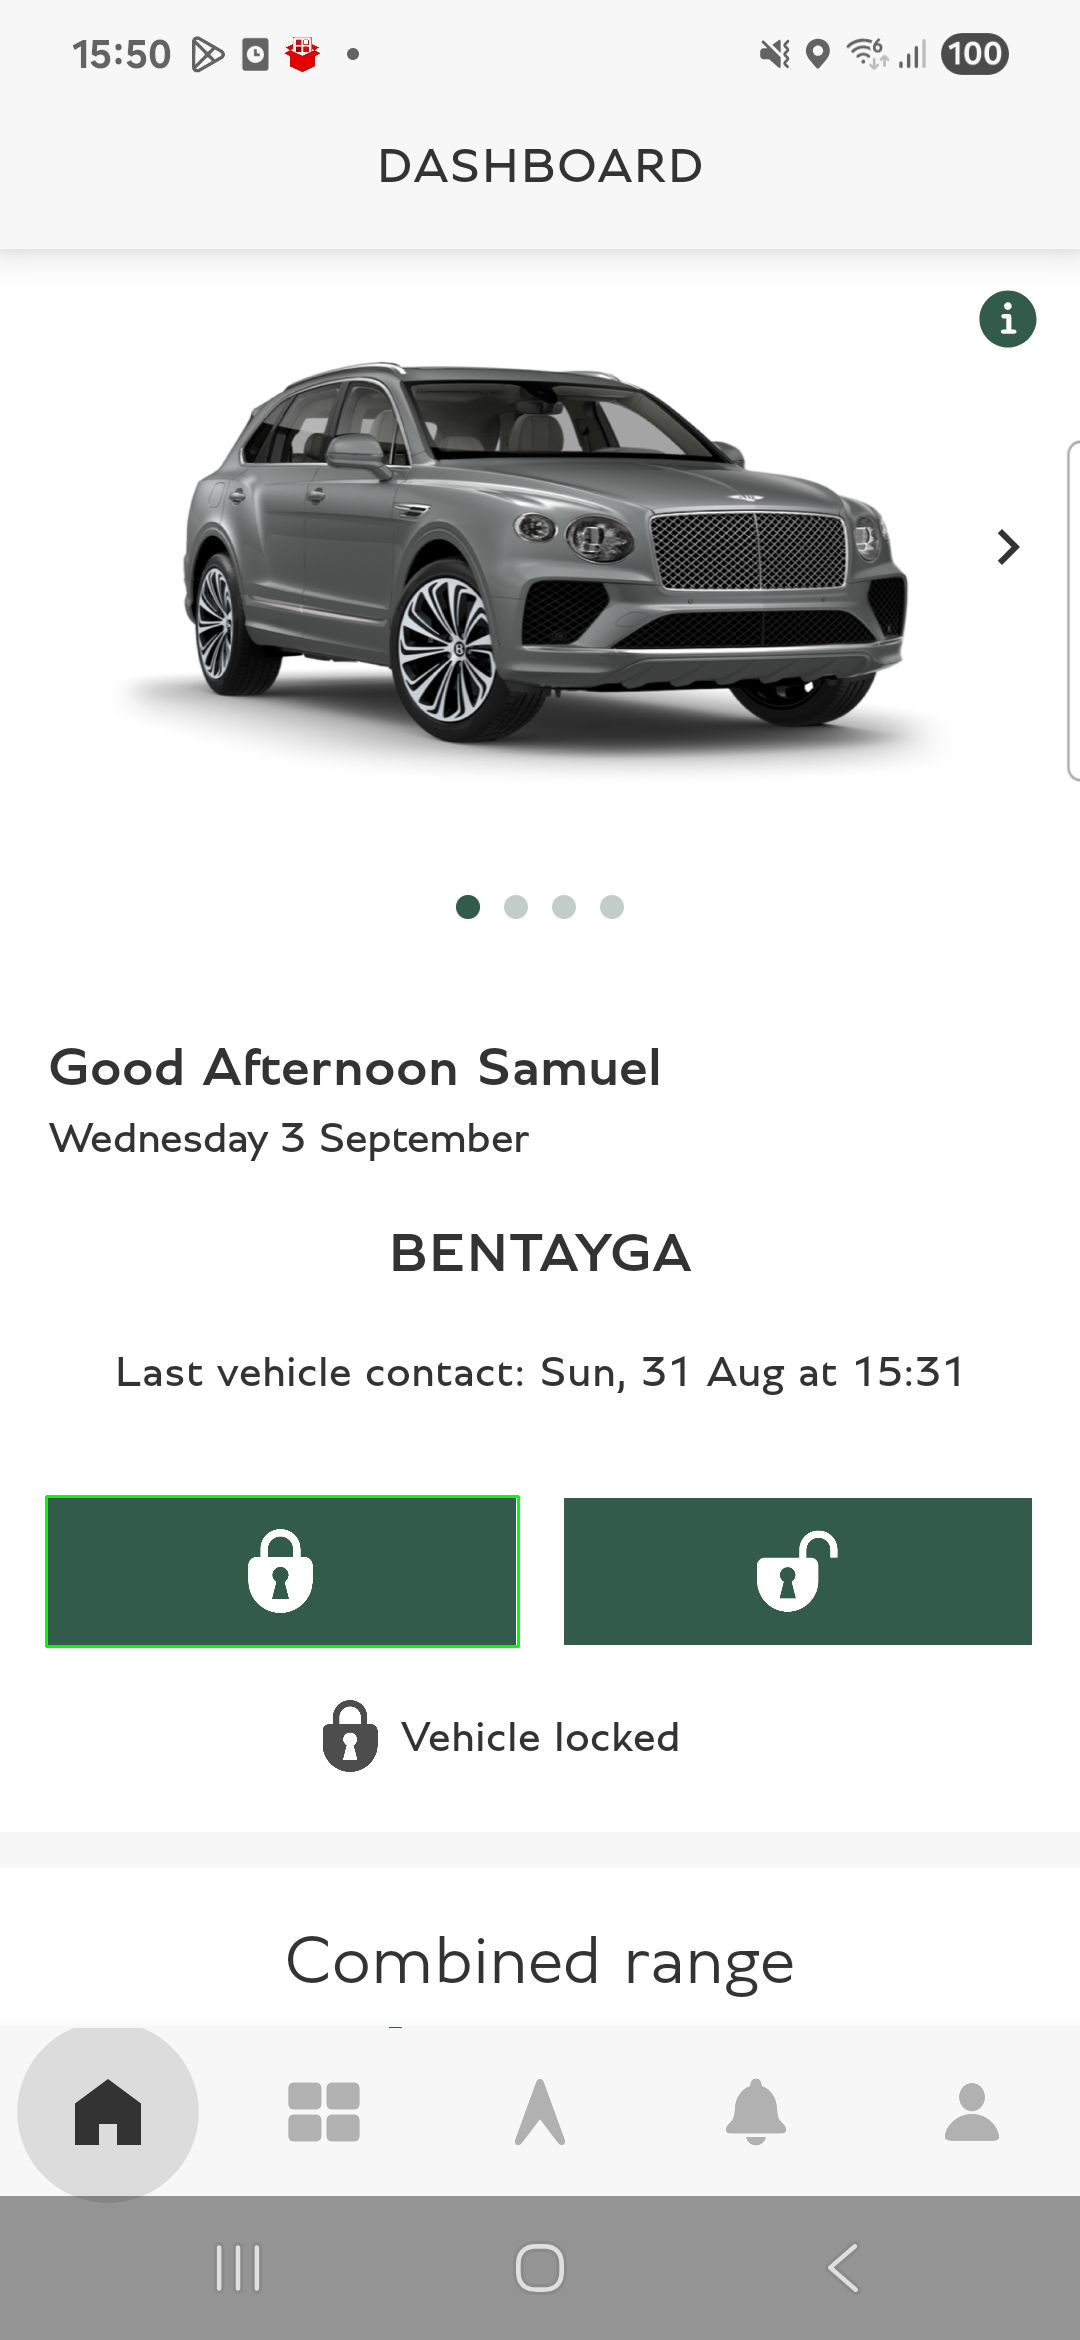 15:50
100
DASHBOARD
Good Afternoon Samuel
Wednesday 3 September
BENTAYGA
Last vehicle contact: Sun, 31 Aug at 15:31
Vehicle locked
Combined range